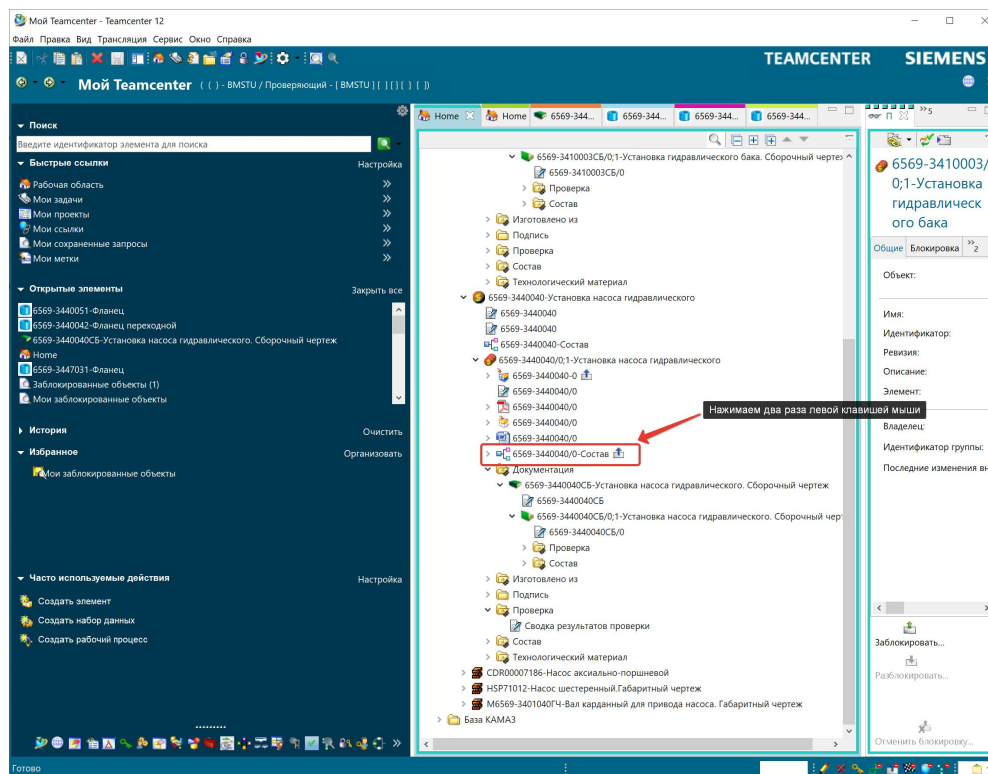 Мой Teamcenter - Teamcenter 12
Файл Правка Вид Трансляция Сервис Окно Справка
TEAMCENTER SIEMENS
Мой Teamcenter ( ( ) - BMSTU / Проверяющий - [ BMSTU ] [ ] [ ] [ ] [ ])
Поиск
Введите идентификатор элемента для поиска
Быстрые ссылки Настройка
Рабочая область
Мои задачи
Мои проекты
Мои ссылки
Мои сохраненные запросы
Мои метки
Открытые элементы Закрыть все
6569-3440051-Фланец
6569-3440042-Фланец переходной
6569-3440040СБ-Установка насоса гидравлического. Сборочный чертеж
Home
6569-3447031-Фланец
Заблокированные объекты (1)
Мои заблокированные объекты
История Очистить
Избранное Организовать
Мои заблокированные объекты
Часто используемые действия Настройка
Создать элемент
Создать набор данных
Создать рабочий процесс
Готово
Home Home 6569-344... 6569-344... 6569-344... 6569-344...
6569-3410003СБ/0;1-Установка гидравлического бака. Сборочный чертеж
6569-3410003СБ/0
Проверка
Состав
Изготовлено из
Подпись
Проверка
Состав
Технологический материал
6569-3440040-Установка насоса гидравлического
6569-3440040
6569-3440040
6569-3440040-Состав
6569-3440040/0;1-Установка насоса гидравлического
6569-3440040-0
6569-3440040/0
6569-3440040/0
6569-3440040/0
6569-3440040/0
6569-3440040/0-Состав
Нажимаем два раза левой клавишей мыши
Документация
6569-3440040СБ-Установка насоса гидравлического. Сборочный чертеж
6569-3440040СБ
6569-3440040СБ/0;1-Установка насоса гидравлического. Сборочный черт
6569-3440040СБ/0
Проверка
Состав
Изготовлено из
Подпись
Проверка
Сводка результатов проверки
Состав
Технологический материал
CDR00007186-Насос аксиально-поршневой
HSP71012-Насос шестеренный.Габаритный чертеж
М6569-3401040ГЧ-Вал карданный для привода насоса. Габаритный чертеж
База КАМАЗ
П 5
6569-3410003/
0;1-Установка
гидравлическ
ого бака
Общие Блокировка 2
Объект:
Имя:
Идентификатор:
Ревизия:
Описание:
Элемент:
Владелец:
Идентификатор группы:
Последние изменения вн
Заблокировать...
Разблокировать...
Отменить блокировку...